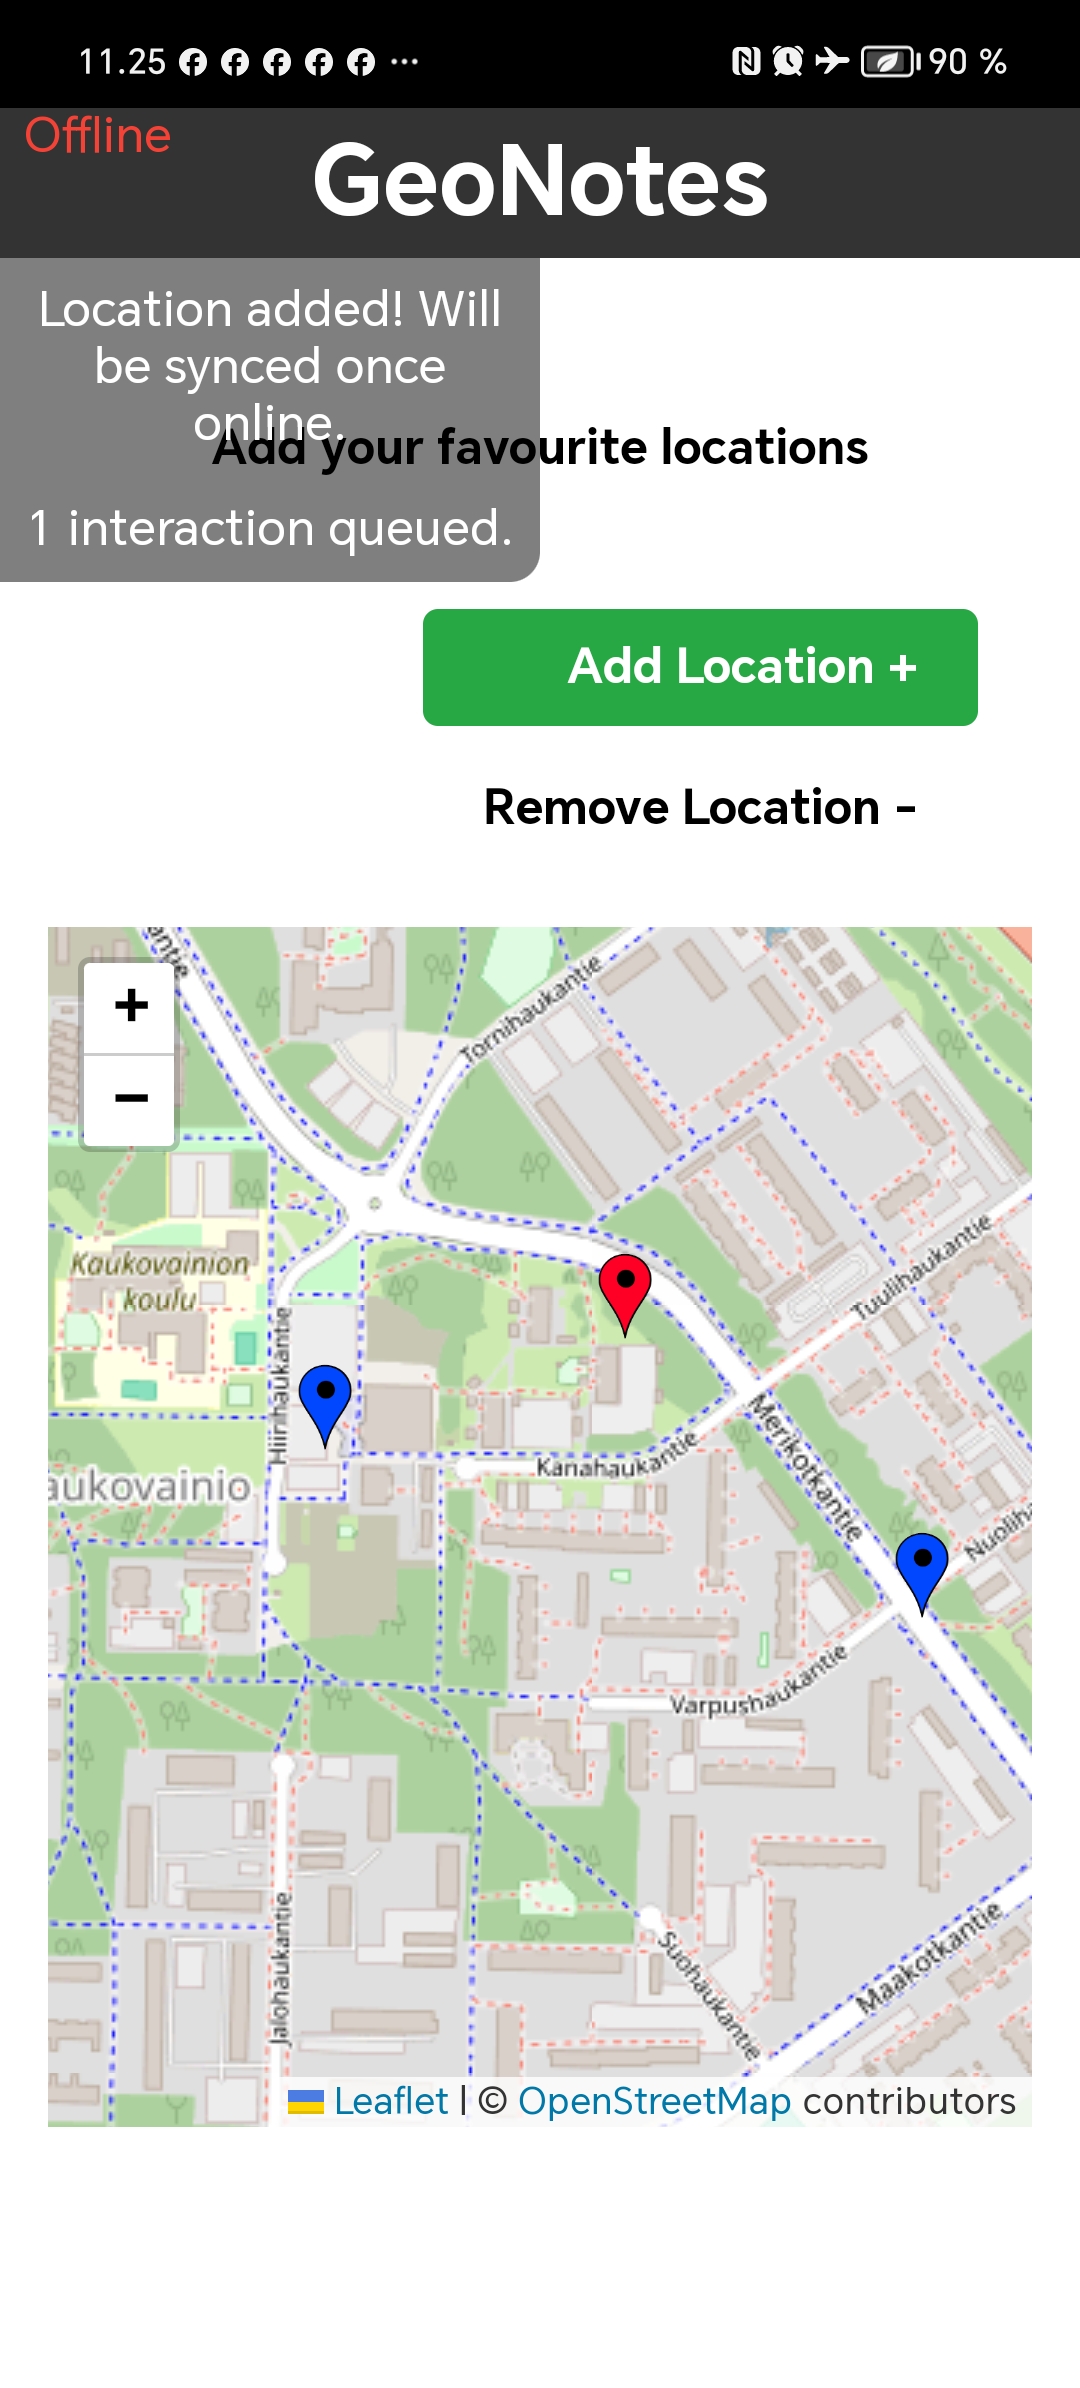 11.25 ... 90 %
Offline
GeoNotes
Location added! Will
be synced once
online.
1 interaction queued.
Add your favourite locations
Add Location +
Remove Location -
+
−
antie
Tornihaukantie
Kaukovainion
koulu
Tuulihaukantie
Hiirihaukantie
Merikotkantie
Kanahaukantie
aukovainio
Nuoliha
Varpushaukantie
Jalohaukantie
Suohaukantie
Maakotkantie
Leaflet | © OpenStreetMap contributors